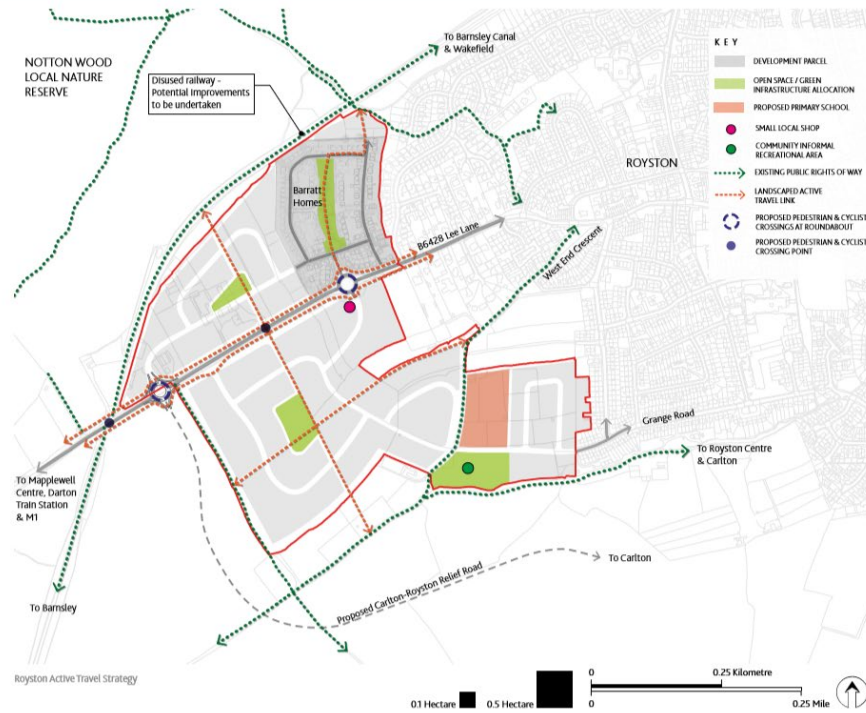 NOTTON WOOD
LOCAL NATURE
RESERVE
To Barnsley Canal
& Wakefield
Disused railway -
Potential improvements
to be undertaken
Barratt
Homes
ROYSTON
B6428 Lee Lane
West End Crescent
Grange Road
To Royston Centre
& Carlton
To Mapplewell
Centre, Darton
Train Station
& M1
To Barnsley
Proposed Carlton-Royston Relief Road
To Carlton
KEY
DEVELOPMENT PARCEL
OPEN SPACE / GREEN
INFRASTRUCTURE ALLOCATION
PROPOSED PRIMARY SCHOOL
SMALL LOCAL SHOP
COMMUNITY INFORMAL
RECREATIONAL AREA
EXISTING PUBLIC RIGHTS OF WAY
LANDSCAPED ACTIVE
TRAVEL LINK
PROPOSED PEDESTRIAN & CYCLIST
CROSSINGS AT ROUNDABOUT
PROPOSED PEDESTRIAN & CYCLIST
CROSSING POINT
Royston Active Travel Strategy
0.1 Hectare
0.5 Hectare
0
0.25 Kilometre
0
0.25 Mile